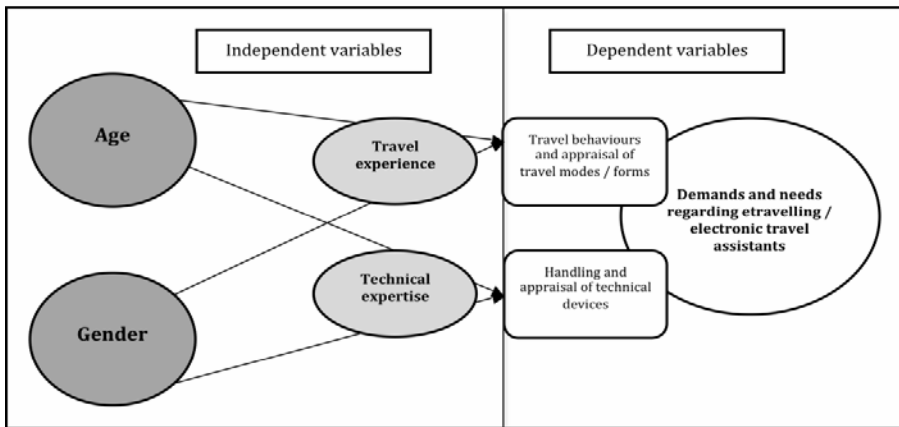 Independent variables
Dependent variables
Age
Travel
experience
Travel behaviours
and appraisal of
travel modes / forms
Demands and needs
regarding etravelling /
electronic travel
assistants
Technical
expertise
Handling and
appraisal of technical
devices
Gender